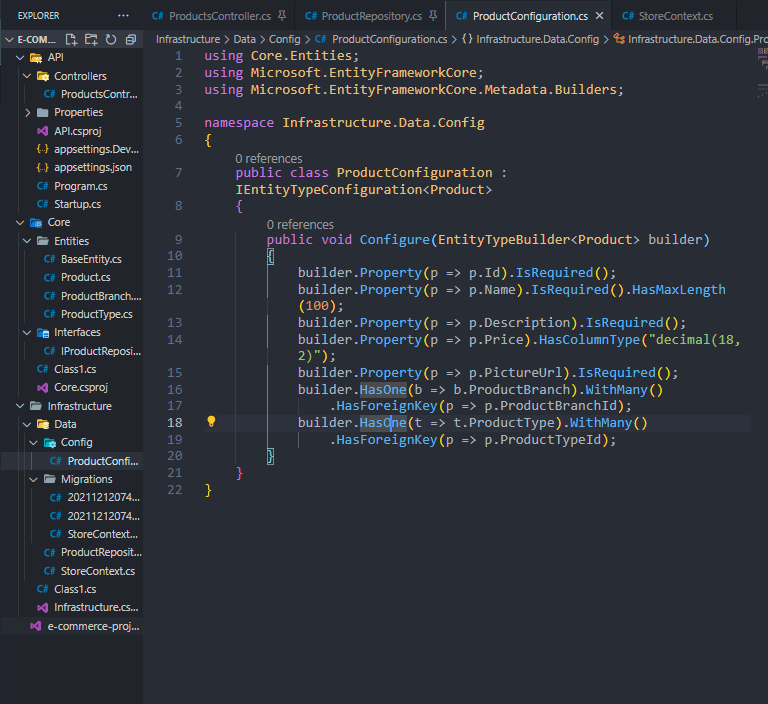 EXPLORER ...
ProductsController.cs
ProductRepository.cs
ProductConfiguration.cs
StoreContext.cs
E-COM...
Infrastructure > Data > Config > ProductConfiguration.cs > {} Infrastructure.Data.Config > Infrastructure.Data.Config.Pro
API
Controllers
C# ProductsContr...
Properties
API.csproj
{..} appsettings.Dev...
{..} appsettings.json
C# Program.cs
C# Startup.cs
Core
Entities
C# BaseEntity.cs
C# Product.cs
C# ProductBranch....
C# ProductType.cs
Interfaces
C# IProductReposi...
C# Class1.cs
Core.csproj
Infrastructure
Data
Config
C# ProductConfi...
Migrations
C# 20211212074...
C# 20211212074...
C# StoreContext...
C# ProductReposit...
C# StoreContext.cs
C# Class1.cs
Infrastructure.cs...
e-commerce-proj...
1 using Core.Entities;
2 using Microsoft.EntityFrameworkCore;
3 using Microsoft.EntityFrameworkCore.Metadata.Builders;
4
5 namespace Infrastructure.Data.Config
6 {
0 references
7 public class ProductConfiguration :
IEntityTypeConfiguration<Product>
8 {
0 references
9 public void Configure(EntityTypeBuilder<Product> builder)
10 {
11 builder.Property(p => p.Id).IsRequired();
12 builder.Property(p => p.Name).IsRequired().HasMaxLength
(100);
13 builder.Property(p => p.Description).IsRequired();
14 builder.Property(p => p.Price).HasColumnType("decimal(18,
2)");
15 builder.Property(p => p.PictureUrl).IsRequired();
16 builder.HasOne(b => b.ProductBranch).WithMany()
17 .HasForeignKey(p => p.ProductBranchId);
18 builder.HasOne(t => t.ProductType).WithMany()
19 .HasForeignKey(p => p.ProductTypeId);
20 }
21 }
22 }